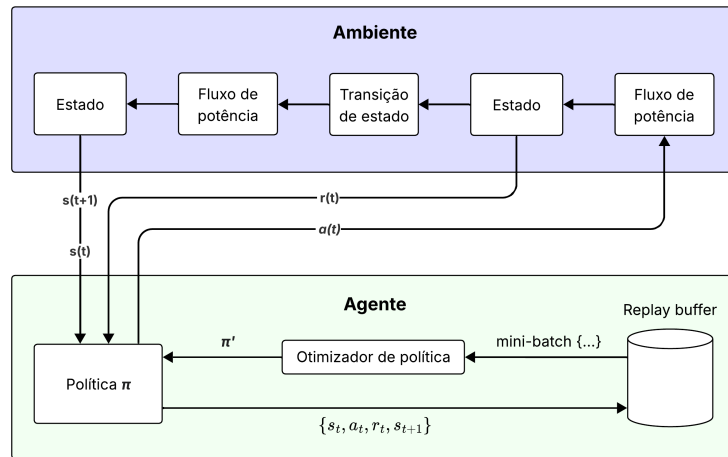 Ambiente
Estado
Fluxo de
potência
Transição
de estado
Estado
Fluxo de
potência
s(t+1)
r(t)
a(t)
s(t)
Agente
Replay buffer
Política π
π'
Otimizador de política
mini-batch {...}
{s_t, a_t, r_t, s_{t+1}}